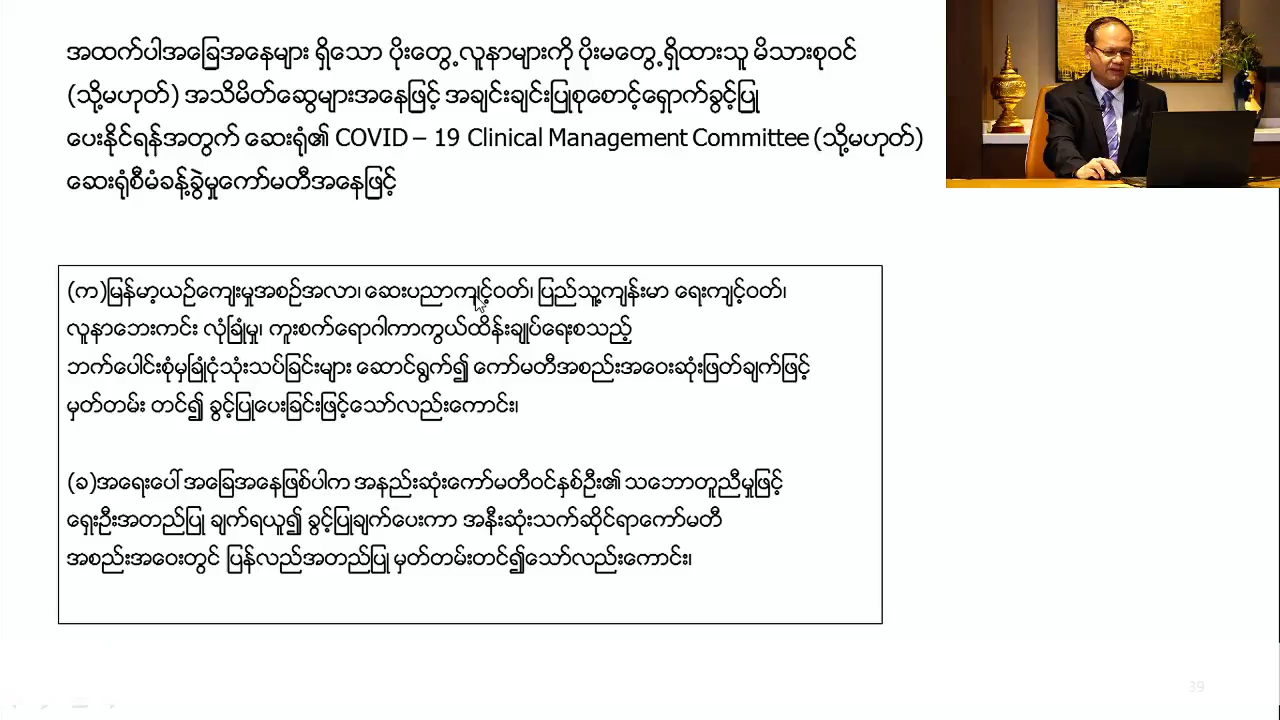 အထက်ပါအခြေအနေများ ရှိသော ပိုးတွေ့လူနာများကို ပိုးမတွေ့ရှိထားသူ မိသားစုဝင်
(သို့မဟုတ်) အသိမိတ်ဆွေများအနေဖြင့် အချင်းချင်းပြုစုစောင့်ရှောက်ခွင့်ပြု
ပေးနိုင်ရန်အတွက် ဆေးရုံ၏ COVID – 19 Clinical Management Committee (သို့မဟုတ်)
ဆေးရုံစီမံခန့်ခွဲမှုကော်မတီအနေဖြင့်
(က)မြန်မာ့ယဉ်ကျေးမှုအစဉ်အလာ၊ ဆေးပညာကျင့်ဝတ်၊ ပြည်သူ့ကျန်းမာ ရေးကျင့်ဝတ်၊
လူနာဘေးကင်း လုံခြုံမှု၊ ကူးစက်ရောဂါကာကွယ်ထိန်းချုပ်ရေးစသည့်
ဘက်ပေါင်းစုံမှခြုံငုံသုံးသပ်ခြင်းများ ဆောင်ရွက်၍ ကော်မတီအစည်းအဝေးဆုံးဖြတ်ချက်ဖြင့်
မှတ်တမ်း တင်၍ ခွင့်ပြုပေးခြင်းဖြင့်သော်လည်းကောင်း၊
(ခ)အရေးပေါ် အခြေအနေဖြစ်ပါက အနည်းဆုံးကော်မတီဝင်နှစ်ဦး၏ သဘောတူညီမှုဖြင့်
ရှေးဦးအတည်ပြု ချက်ရယူ၍ ခွင့်ပြုချက်ပေးကာ အနီးဆုံးသက်ဆိုင်ရာကော်မတီ
အစည်းအဝေးတွင် ပြန်လည်အတည်ပြု မှတ်တမ်းတင်၍သော်လည်းကောင်း၊
39